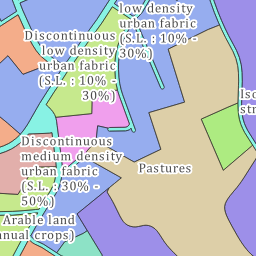 low density
urban fabric
(S.L. : 10% -
30%)
Discontinuous
low density
urban fabric
(S.L. : 10% -
30%)
Discontinuous
medium density
urban fabric
(S.L. : 30% -
50%)
Pastures
Arable land
crops)